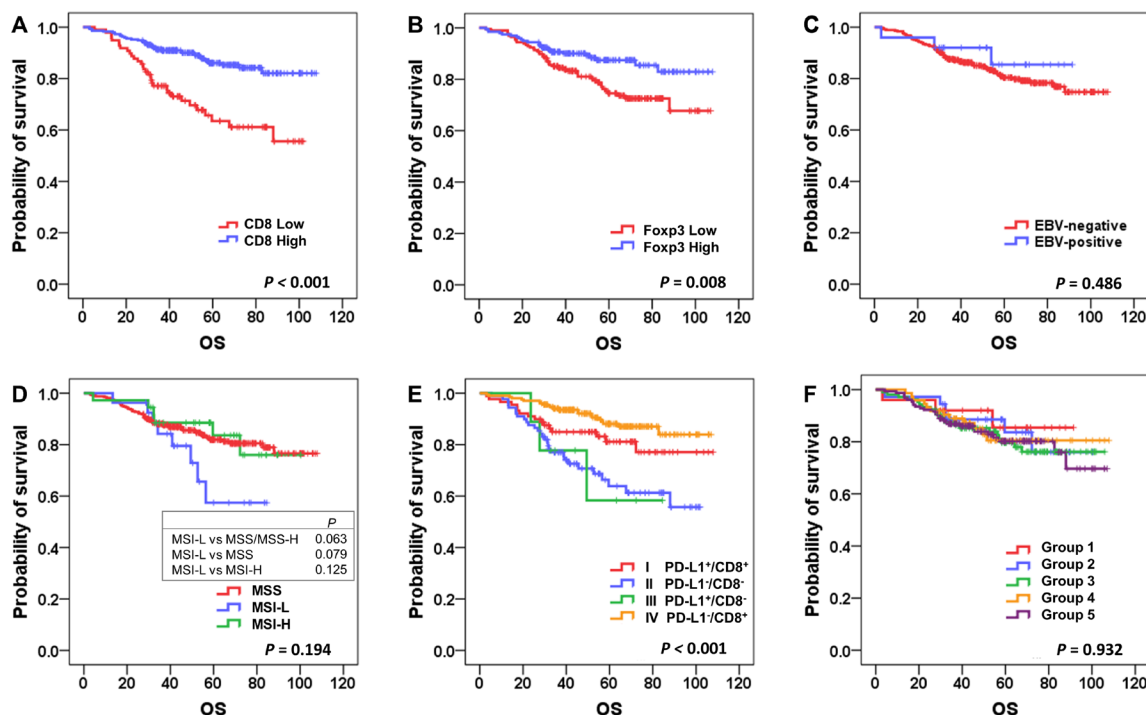 A
Probability of survival
1.0
0.8
0.6
0.4
0.2
0.0
CD8 Low
CD8 High
P < 0.001
0 20 40 60 80 100 120
OS
B
Probability of survival
1.0
0.8
0.6
0.4
0.2
0.0
Foxp3 Low
Foxp3 High
P = 0.008
0 20 40 60 80 100 120
OS
C
Probability of survival
1.0
0.8
0.6
0.4
0.2
0.0
EBV-negative
EBV-positive
P = 0.486
0 20 40 60 80 100 120
OS
D
Probability of survival
1.0
0.8
0.6
0.4
0.2
0.0
P
MSI-L vs MSS/MSS-H 0.063
MSI-L vs MSS 0.079
MSI-L vs MSI-H 0.125
MSS
MSI-L
MSI-H
P = 0.194
0 20 40 60 80 100 120
OS
E
Probability of survival
1.0
0.8
0.6
0.4
0.2
0.0
I PD-L1⁺/CD8⁺
II PD-L1⁻/CD8⁻
III PD-L1⁺/CD8⁻
IV PD-L1⁻/CD8⁺
P < 0.001
0 20 40 60 80 100 120
OS
F
Probability of survival
1.0
0.8
0.6
0.4
0.2
0.0
Group 1
Group 2
Group 3
Group 4
Group 5
P = 0.932
0 20 40 60 80 100 120
OS